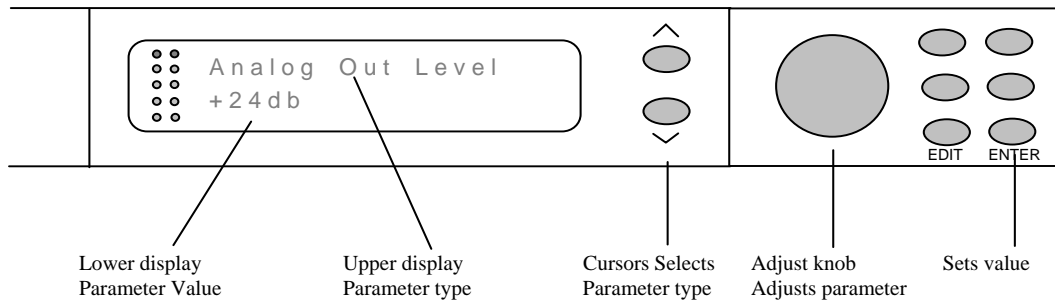 Analog Out Level
+24db
EDIT ENTER
Lower display
Parameter Value
Upper display
Parameter type
Cursors Selects
Parameter type
Adjust knob
Adjusts parameter
Sets value